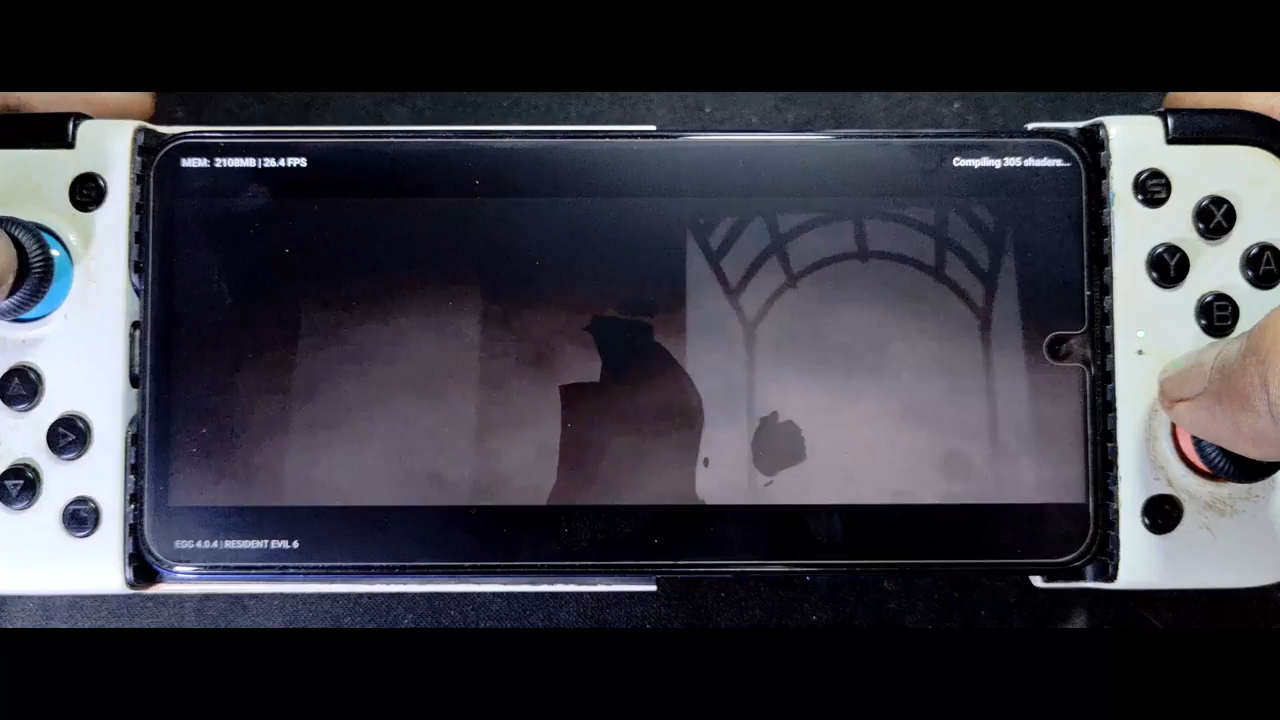 MEM: 2108MB | 26.4 FPS
Compiling 305 shaders...
S
S
X
Y
A
B
EGG 4.0.4 | RESIDENT EVIL 6